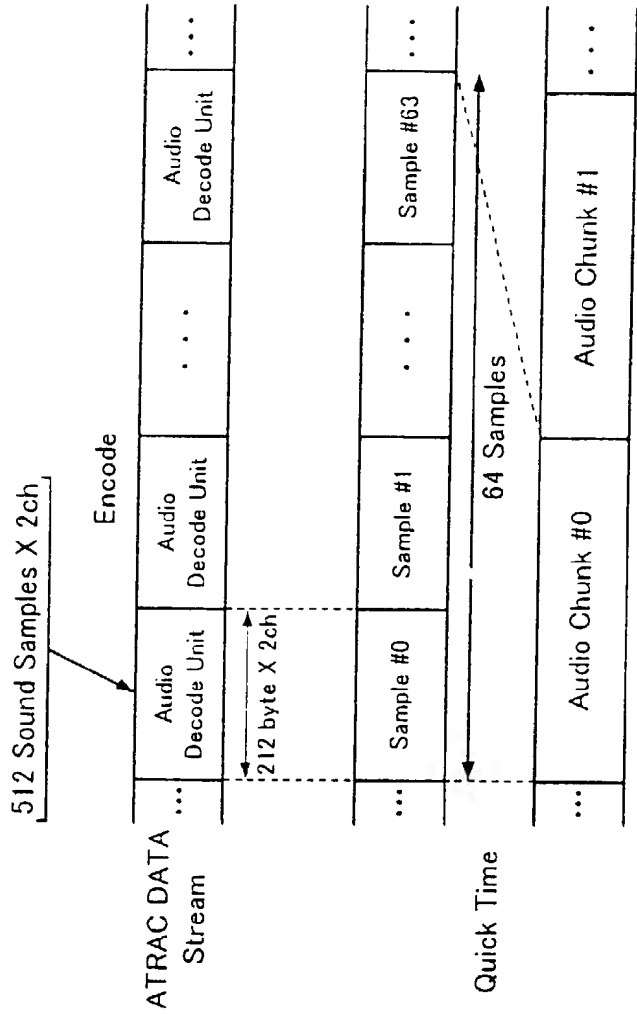 512 Sound Samples X 2ch
Encode
ATRAC DATA
Stream
...
Audio
Decode Unit
Audio
Decode Unit
...
Audio
Decode Unit
...
212 byte X 2ch
...
Sample #0
Sample #1
...
Sample #63
...
64 Samples
Quick Time
...
Audio Chunk #0
Audio Chunk #1
...